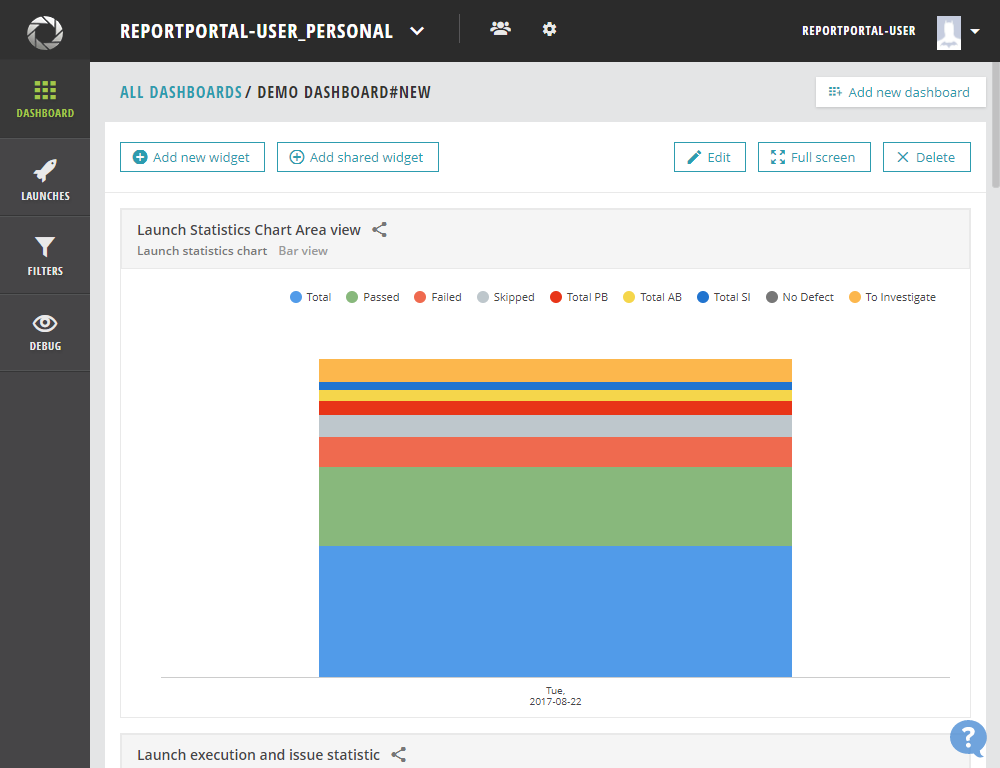 REPORTPORTAL-USER_PERSONAL
REPORTPORTAL-USER
DASHBOARD
LAUNCHES
FILTERS
DEBUG
ALL DASHBOARDS / DEMO DASHBOARD#NEW
Add new dashboard
Add new widget
Add shared widget
Edit
Full screen
Delete
Launch Statistics Chart Area view
Launch statistics chart Bar view
Total Passed Failed Skipped Total PB Total AB Total SI No Defect To Investigate
Tue,
2017-08-22
Launch execution and issue statistic
?